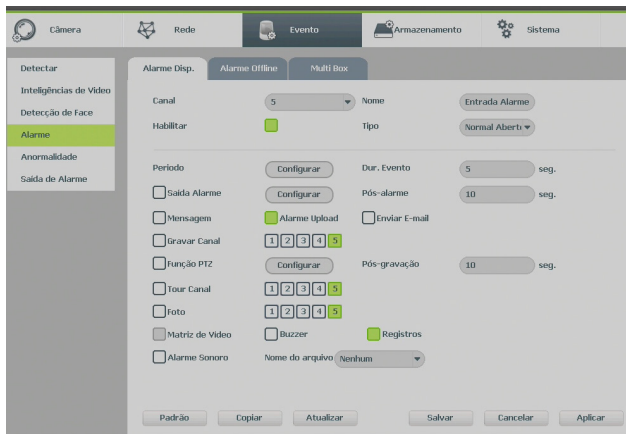 Câmera Rede Evento Armazenamento Sistema
Detectar
Inteligências de Video
Detecção de Face
Alarme
Anormalidade
Saída de Alarme
Alarme Disp. Alarme Offline Multi Box
Canal 5 Nome Entrada Alarme
Habilitar Tipo Normal Abert
Periodo Configurar Dur. Evento 5 seg.
Saida Alarme Configurar Pós-alarme 10 seg.
Mensagem Alarme Upload Enviar E-mail
Gravar Canal 1 2 3 4 5
Função PTZ Configurar Pós-gravação 10 seg.
Tour Canal 1 2 3 4 5
Foto 1 2 3 4 5
Matriz de Video Buzzer Registros
Alarme Sonoro Nome do arquivo Nenhum
Padrão Copiar Atualizar Salvar Cancelar Aplicar